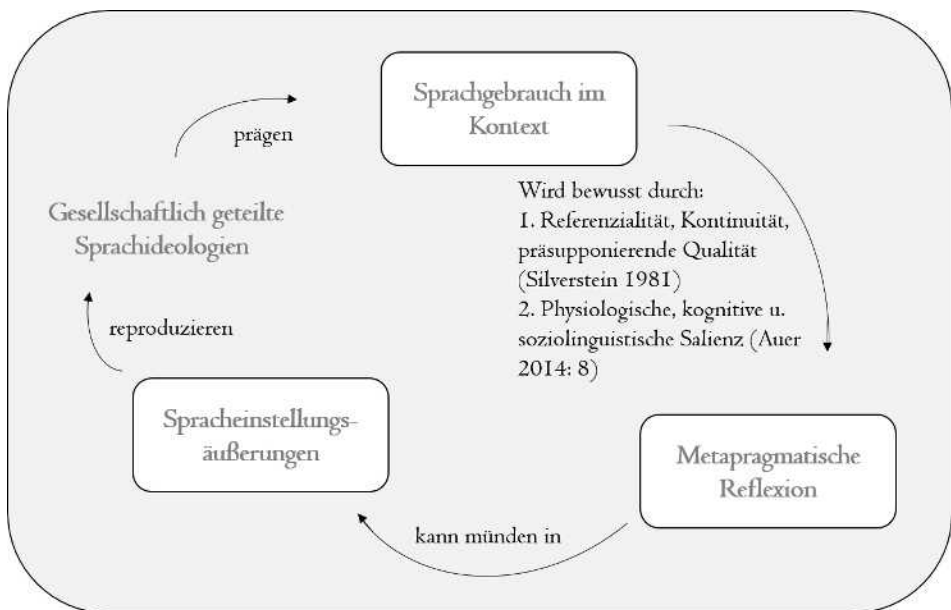 Sprachgebrauch im
Kontext
prägen
Wird bewusst durch:
1. Referenzialität, Kontinuität,
präsupponierende Qualität
(Silverstein 1981)
2. Physiologische, kognitive u.
soziolinguistische Salienz (Auer
2014: 8)
Gesellschaftlich geteilte
Sprachideologien
reproduzieren
Spracheinstellungs-
äußerungen
Metapragmatische
Reflexion
kann münden in